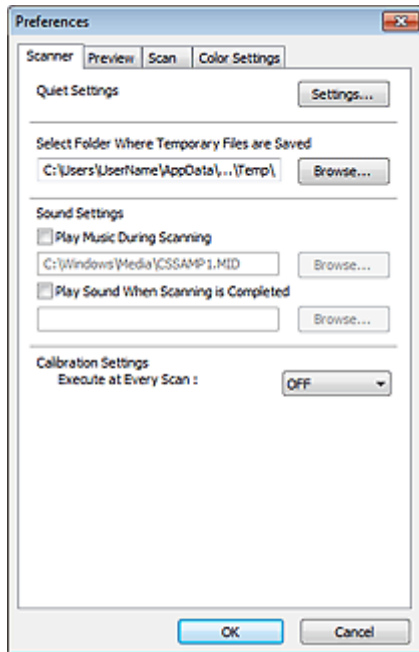 Preferences
Scanner Preview Scan Color Settings
Quiet Settings Settings...
Select Folder Where Temporary Files are Saved
C:\Users\UserName\AppData\,...\Temp\, Browse...
Sound Settings
Play Music During Scanning
C:\Windows\Media\CSSAMP1.MID Browse...
Play Sound When Scanning is Completed
Browse...
Calibration Settings
Execute at Every Scan : OFF
OK Cancel